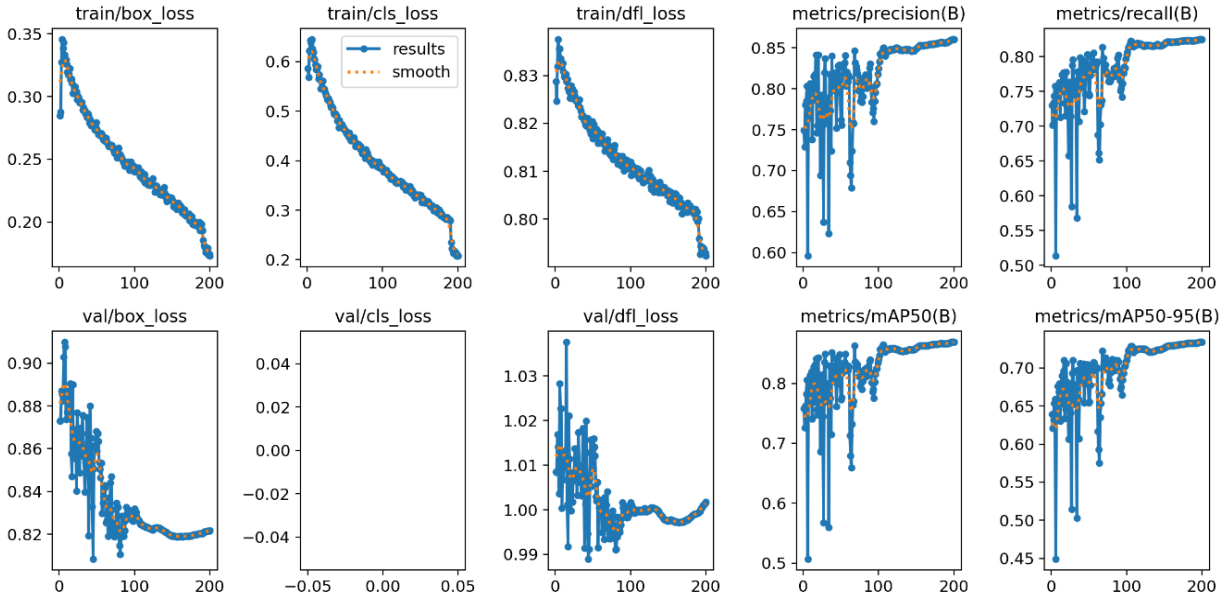 train/box_loss
train/cls_loss
train/dfl_loss
metrics/precision(B)
metrics/recall(B)
0.35
0.30
0.25
0.20
0 100 200
0.6
0.5
0.4
0.3
0.2
results
smooth
0 100 200
0.83
0.82
0.81
0.80
0 100 200
0.85
0.80
0.75
0.70
0.65
0.60
0 100 200
0.80
0.75
0.70
0.65
0.60
0.55
0.50
0 100 200
val/box_loss
val/cls_loss
val/dfl_loss
metrics/mAP50(B)
metrics/mAP50-95(B)
0.90
0.88
0.86
0.84
0.82
0 100 200
0.04
0.02
0.00
−0.02
−0.04
−0.05 0.00 0.05
1.03
1.02
1.01
1.00
0.99
0 100 200
0.8
0.7
0.6
0.5
0 100 200
0.70
0.65
0.60
0.55
0.50
0.45
0 100 200